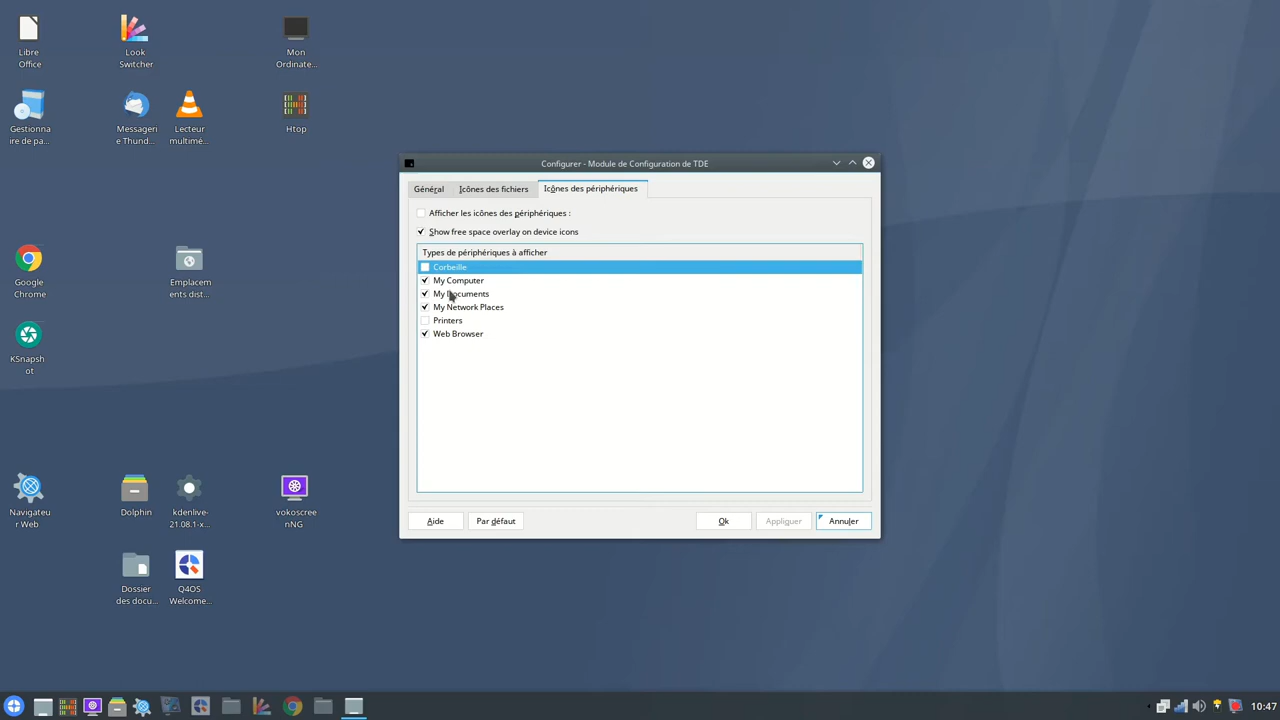 Libre
Office
Look
Switcher
Mon
Ordinate...
Gestionna
ire de pa...
Messageri
e Thund...
Lecteur
multimé...
Htop
Google
Chrome
Emplacem
ents dist...
KSnapsh
ot
Navigateu
r Web
Dolphin
kdenlive-
21.08.1-x...
vokoscree
nNG
Dossier
des docu...
Q4OS
Welcome...
Configurer - Module de Configuration de TDE
Général
Icônes des fichiers
Icônes des périphériques
Afficher les icônes des périphériques :
Show free space overlay on device icons
Types de périphériques à afficher
Corbeille
My Computer
My Documents
My Network Places
Printers
Web Browser
Aide
Par défaut
Ok
Appliquer
Annuler
10:47